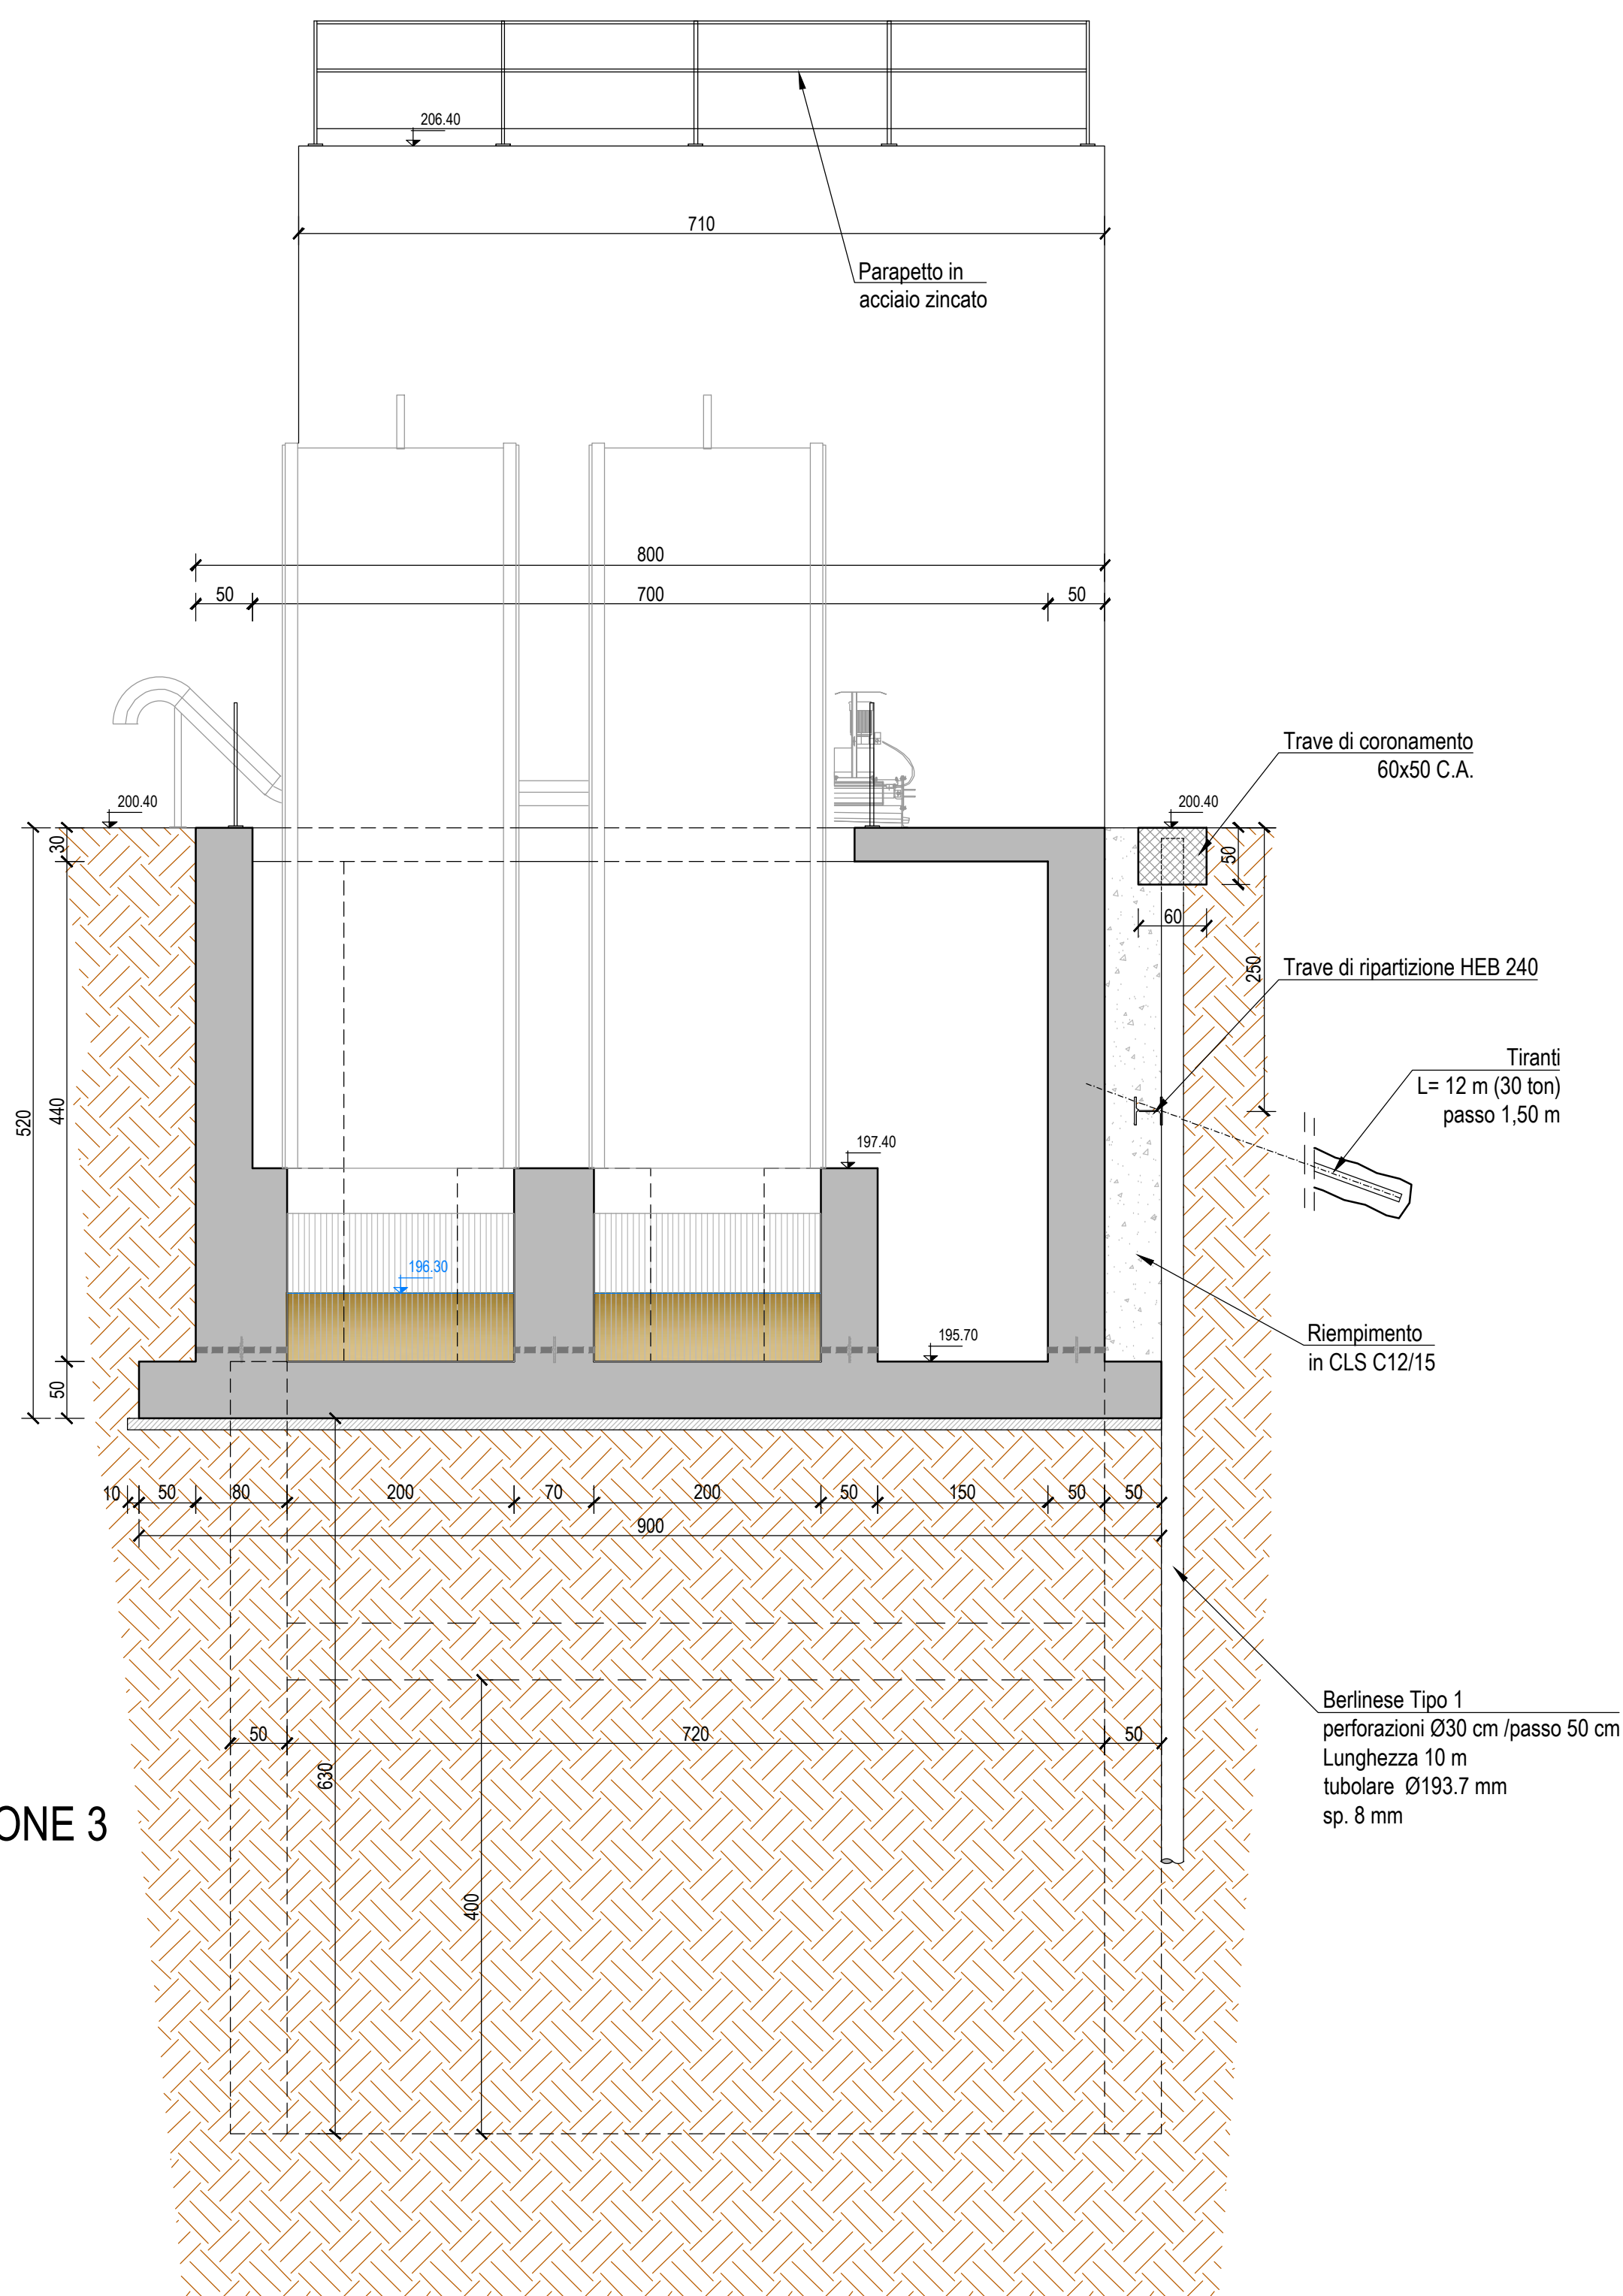 206.40
710
Parapetto in
acciaio zincato
800
50
700
50
Trave di coronamento
60x50 C.A.
200.40
200.40
30
50
60
250
Trave di ripartizione HEB 240
Tiranti
L= 12 m (30 ton)
passo 1,50 m
520
440
197.40
196.30
195.70
Riempimento
in CLS C12/15
50
10
50
80
200
70
200
50
150
50
50
900
Berlinese Tipo 1
perforazioni Ø30 cm /passo 50 cm
Lunghezza 10 m
tubolare Ø193.7 mm
sp. 8 mm
50
720
50
630
ONE 3
400